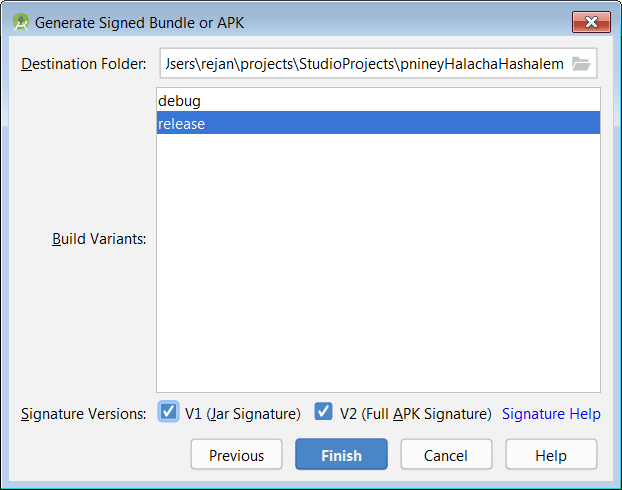 Generate Signed Bundle or APK
Destination Folder: Users\rejan\projects\StudioProjects\pnineyHalachaHashalem
debug
release
Build Variants:
Signature Versions: V1 (Jar Signature) V2 (Full APK Signature) Signature Help
Previous Finish Cancel Help